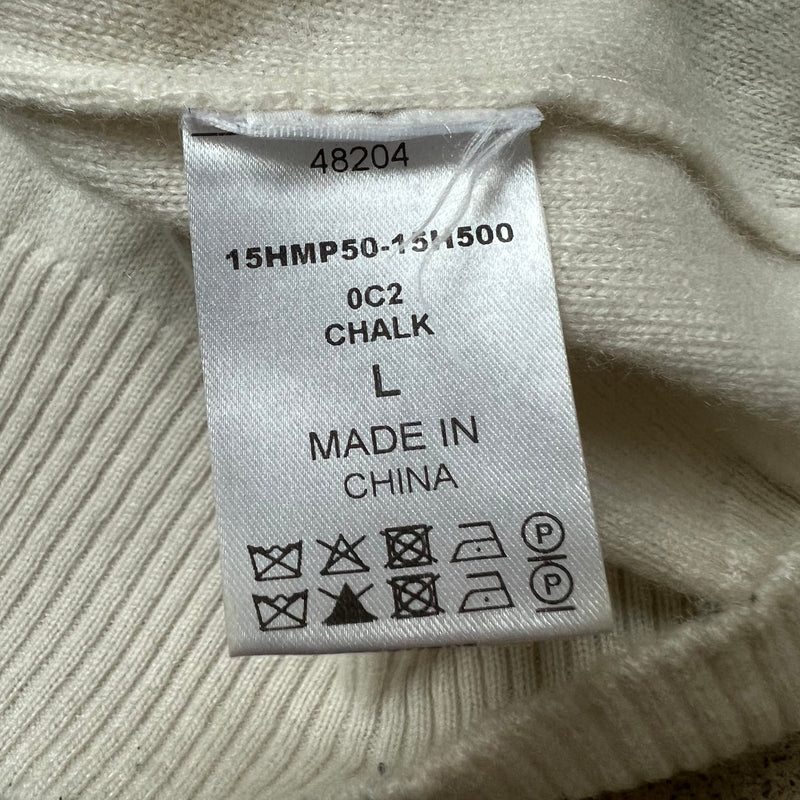 48204
15HMP50-15H500
0C2
CHALK
L
MADE IN
CHINA
P
P